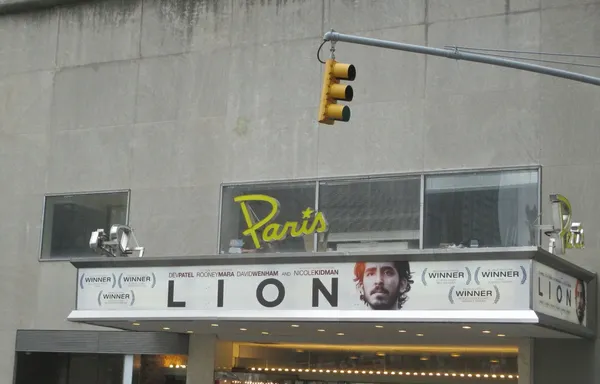 Paris
DEV PATEL ROONEY MARA DAVID WENHAM AND NICOLE KIDMAN
WINNER WINNER
WINNER
LION
WINNER WINNER
WINNER
LION